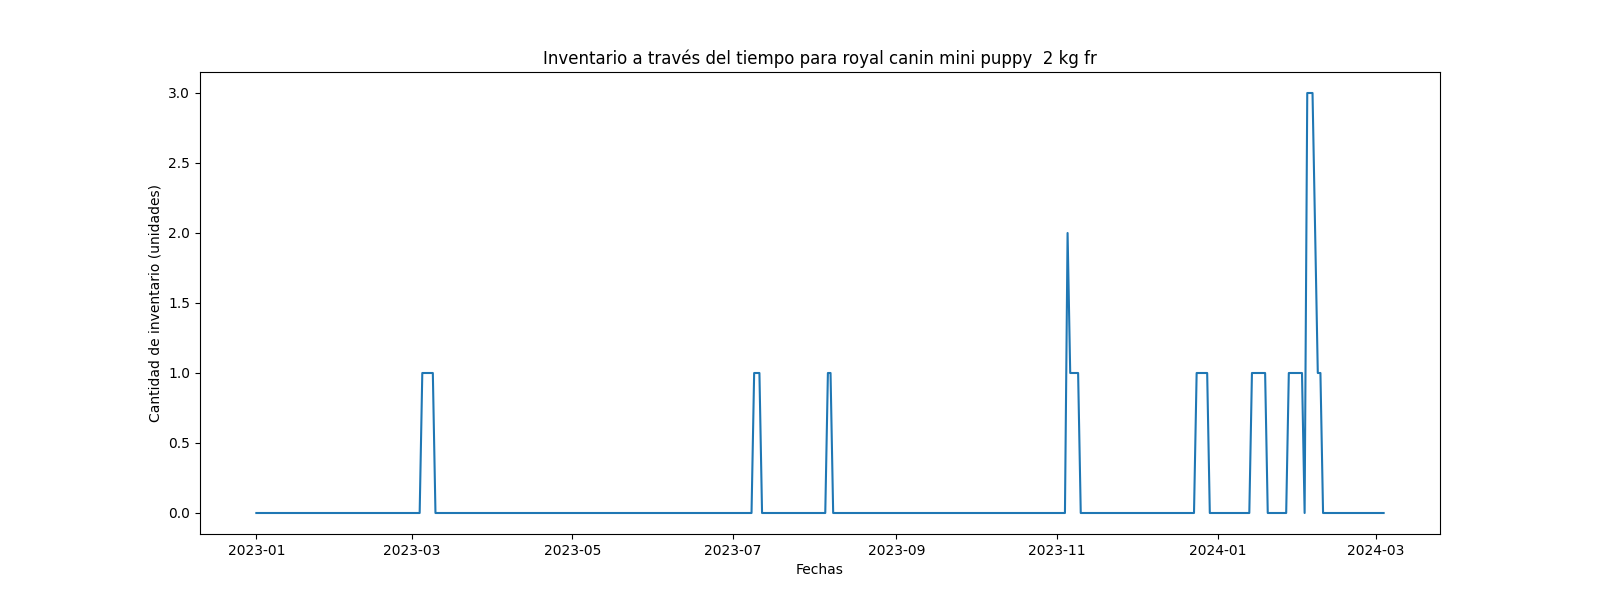 Inventario a través del tiempo para royal canin mini puppy  2 kg fr
Cantidad de inventario (unidades)
3.0
2.5
2.0
1.5
1.0
0.5
0.0
2023-01 2023-03 2023-05 2023-07 2023-09 2023-11 2024-01 2024-03
Fechas